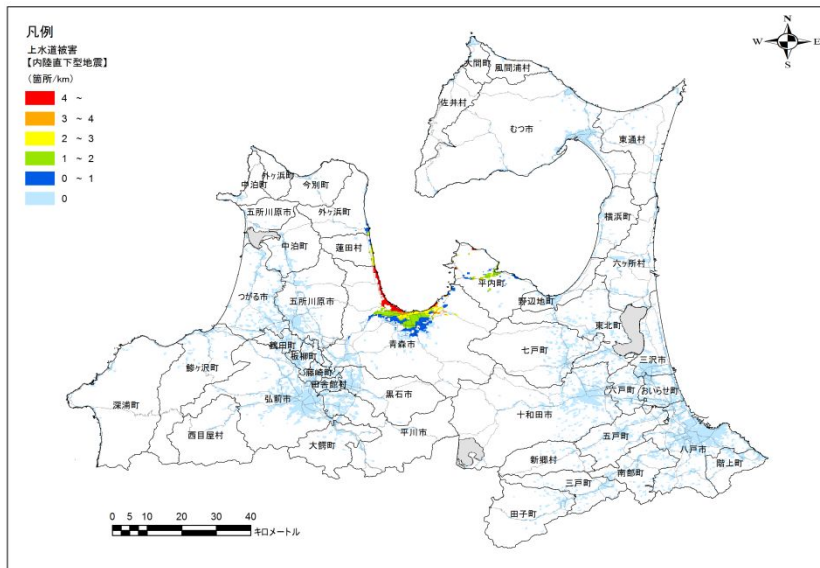 凡例
上水道被害
【内陸直下型地震】
(箇所/km)
4 ～
3 ～ 4
2 ～ 3
1 ～ 2
0 ～ 1
0
N
W E
S
大間町
風間浦村
佐井村
むつ市
東通村
外ヶ浜町
中泊町
今別町
五所川原市
外ヶ浜町
横浜町
中泊町
蓬田村
六ヶ所村
平内町
つがる市
五所川原市
野辺地町
東北町
青森市
鶴田町
七戸町
板柳町
三沢市
鰺ヶ沢町
藤崎町
田舎館村
六戸町
おいらせ町
深浦町
黒石市
弘前市
十和田市
西目屋村
平川市
五戸町
大鰐町
八戸市
新郷村
階上町
南部町
三戸町
田子町
0 5 10 20 30 40
キロメートル